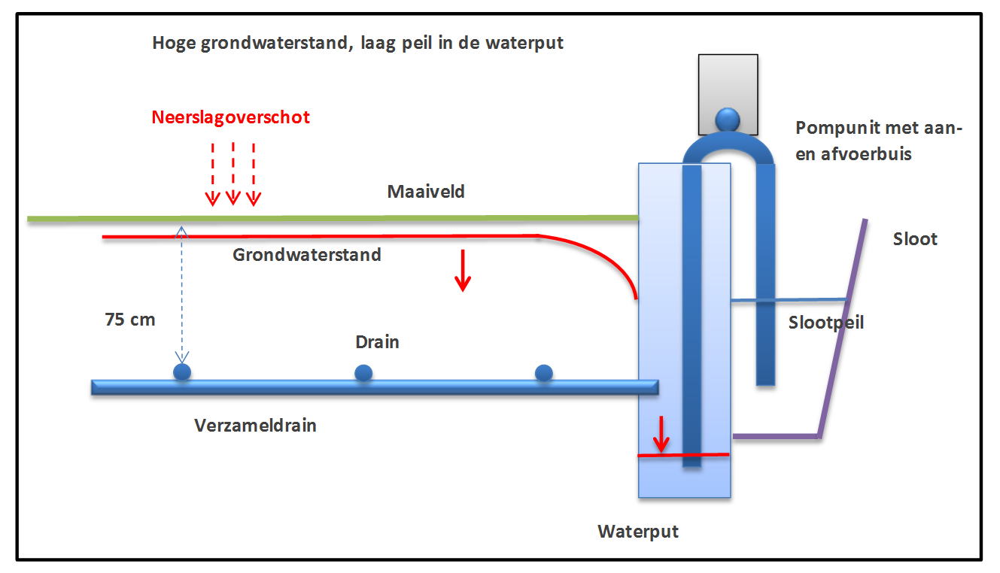 Hoge grondwaterstand, laag peil in de waterput
Neerslagoverschot
Pompunit met aan-
en afvoerbuis
Maaiveld
Sloot
Grondwaterstand
75 cm
Slootpeil
Drain
Verzameldrain
Waterput